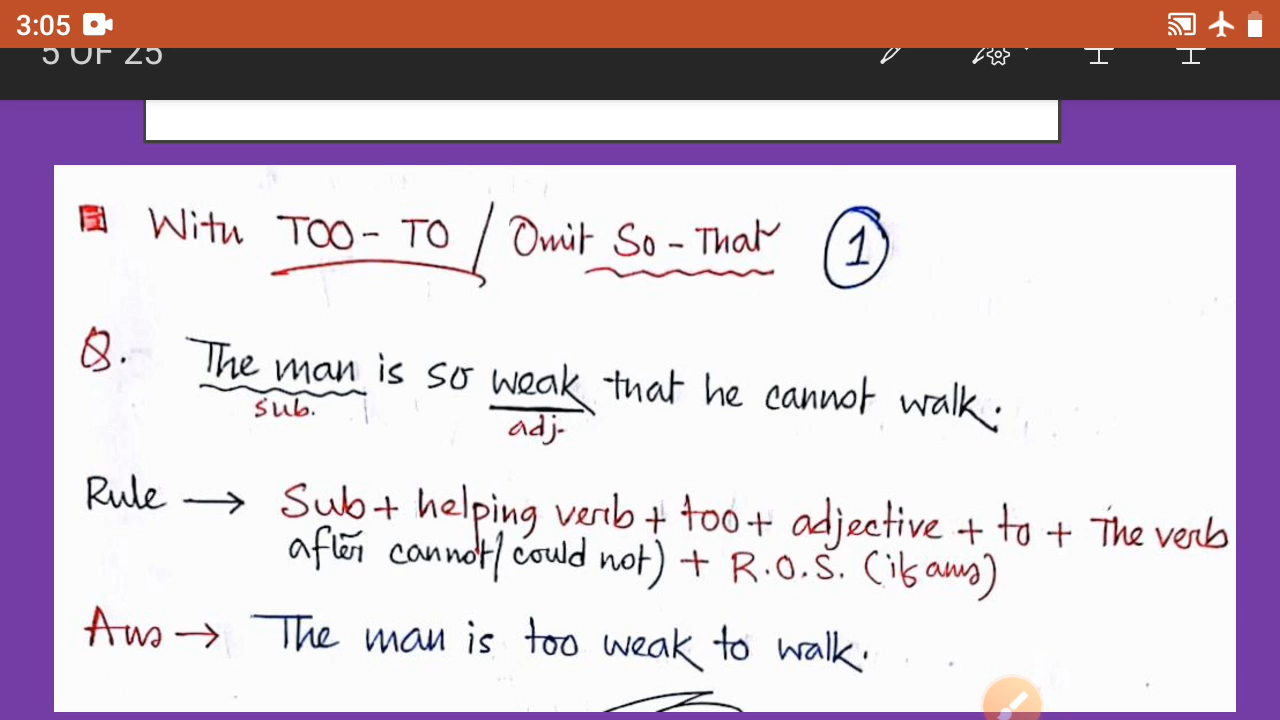 3:05
5 OF 25
With TOO - TO / Omit So - That 1
Q. The man is so weak that he cannot walk.
sub. adj.
Rule → Sub + helping verb + too + adjective + to + The verb
after cannot/could not) + R.O.S. (if any)
Ans → The man is too weak to walk.